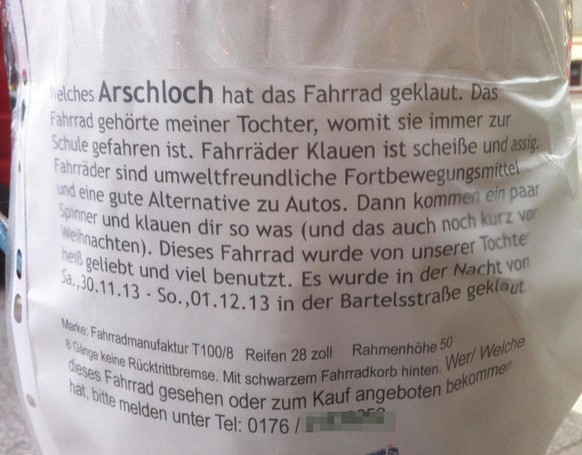 Welches Arschloch hat das Fahrrad geklaut. Das
Fahrrad gehörte meiner Tochter, womit sie immer zur
Schule gefahren ist. Fahrräder Klauen ist scheiße und assig.
Fahrräder sind umweltfreundliche Fortbewegungsmittel
und eine gute Alternative zu Autos. Dann kommen ein paar
Spinner und klauen dir so was (und das auch noch kurz vor
Weihnachten). Dieses Fahrrad wurde von unserer Tochter
heiß geliebt und viel benutzt. Es wurde in der Nacht von
Sa.,30.11.13 - So.,01.12.13 in der Bartelsstraße geklaut
Marke: Fahrradmanufaktur T100/8 Reifen 28 zoll Rahmenhöhe 50
8 Gänge keine Rücktrittbremse. Mit schwarzem Fahrradkorb hinten. Wer/ Welche
dieses Fahrrad gesehen oder zum Kauf angeboten bekommen
hat, bitte melden unter Tel: 0176 /